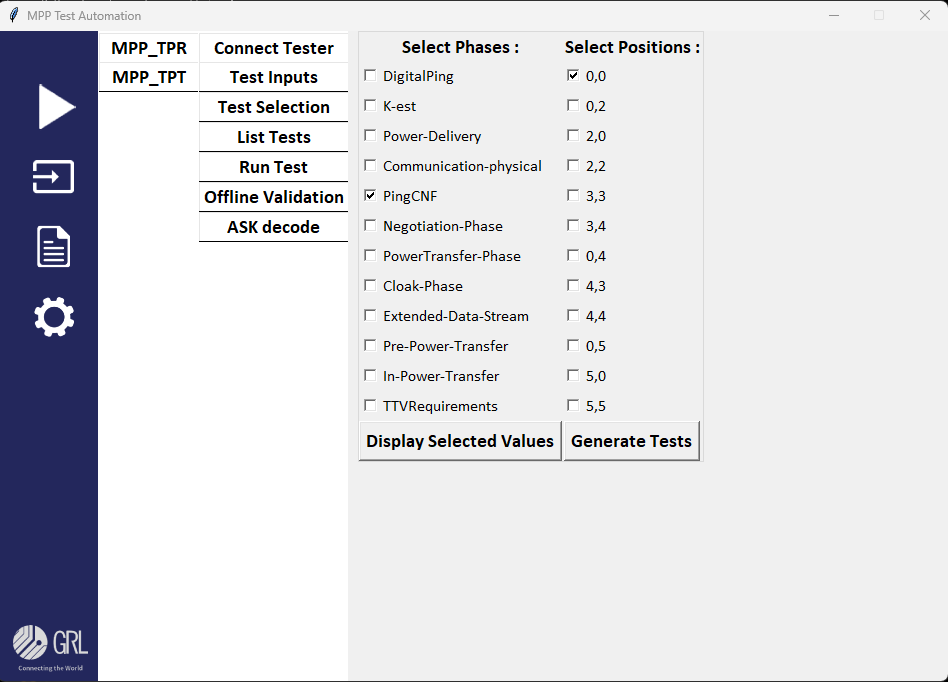 MPP Test Automation
MPP_TPR
MPP_TPT
Connect Tester
Test Inputs
Test Selection
List Tests
Run Test
Offline Validation
ASK decode
Select Phases :
DigitalPing
K-est
Power-Delivery
Communication-physical
PingCNF
Negotiation-Phase
PowerTransfer-Phase
Cloak-Phase
Extended-Data-Stream
Pre-Power-Transfer
In-Power-Transfer
TTVRequirements
Display Selected Values
Select Positions :
0,0
0,2
2,0
2,2
3,3
3,4
0,4
4,3
4,4
0,5
5,0
5,5
Generate Tests
GRL
Connecting the World